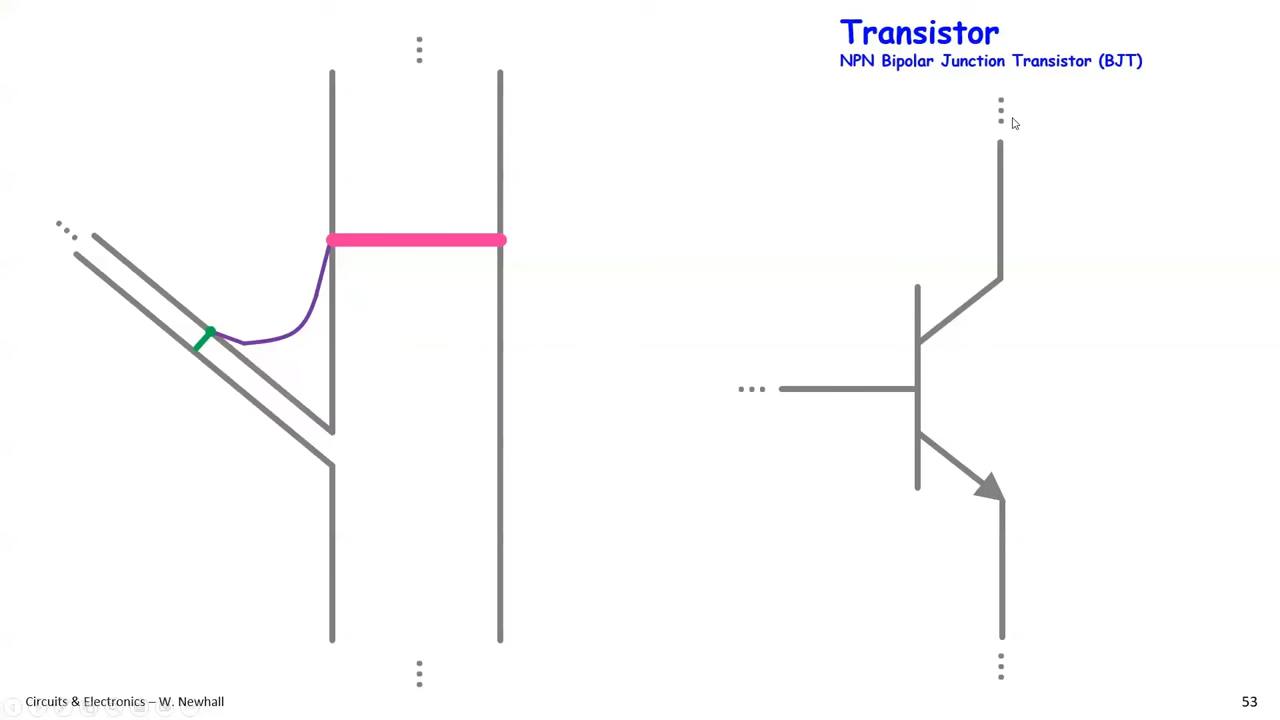 Transistor
NPN Bipolar Junction Transistor (BJT)
Circuits & Electronics – W. Newhall
53